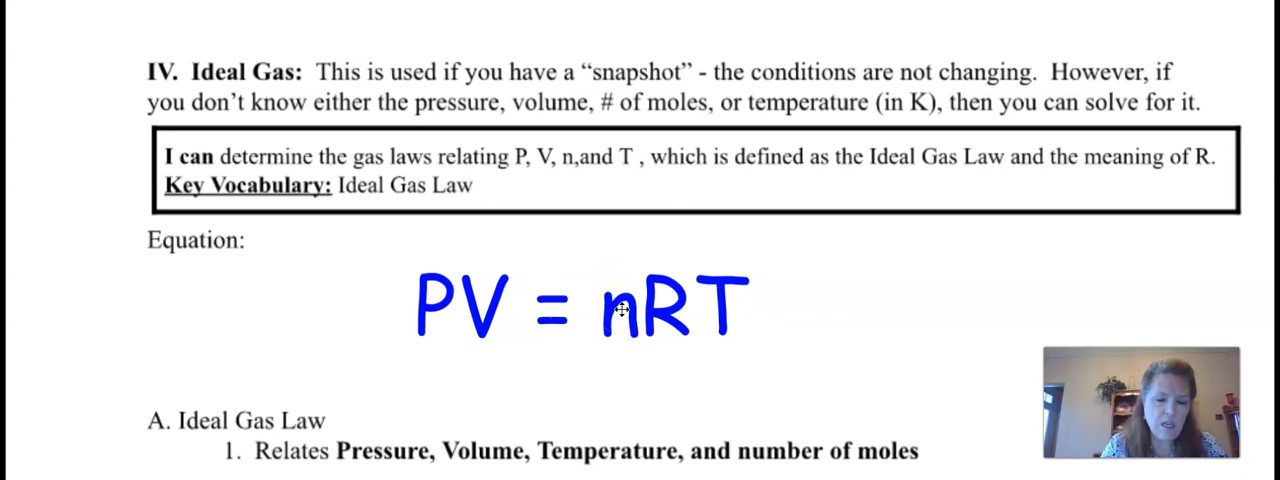 IV. Ideal Gas: This is used if you have a “snapshot” - the conditions are not changing. However, if
you don’t know either the pressure, volume, # of moles, or temperature (in K), then you can solve for it.
I can determine the gas laws relating P, V, n,and T , which is defined as the Ideal Gas Law and the meaning of R.
Key Vocabulary: Ideal Gas Law
Equation:
PV = nRT
A. Ideal Gas Law
1. Relates Pressure, Volume, Temperature, and number of moles